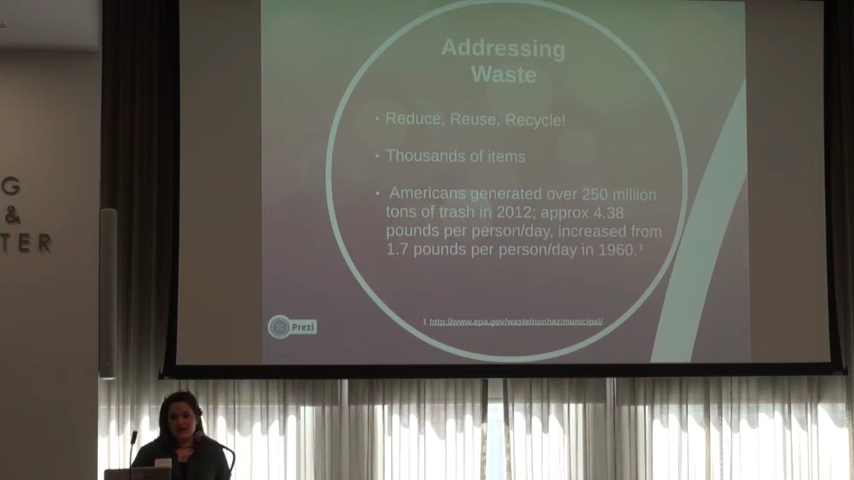 Addressing
Waste
• Reduce, Reuse, Recycle!
• Thousands of items
• Americans generated over 250 million
tons of trash in 2012; approx 4.38
pounds per person/day, increased from
1.7 pounds per person/day in 1960.¹
1 http://www.epa.gov/waste/nonhaz/municipal/
Prezi
G
&
TER